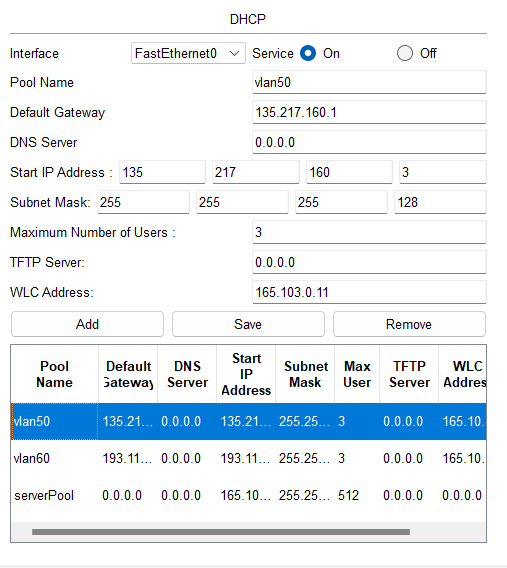 DHCP
Interface FastEthernet0 Service On Off
Pool Name vlan50
Default Gateway 135.217.160.1
DNS Server 0.0.0.0
Start IP Address : 135 217 160 3
Subnet Mask: 255 255 255 128
Maximum Number of Users : 3
TFTP Server: 0.0.0.0
WLC Address: 165.103.0.11
Add Save Remove
Pool Name Default Gateway DNS Server Start IP Address Subnet Mask Max User TFTP Server WLC Addres
vlan50 135.21... 0.0.0.0 135.21... 255.25... 3 0.0.0.0 165.10.
vlan60 193.11... 0.0.0.0 193.11... 255.25... 3 0.0.0.0 165.10.
serverPool 0.0.0.0 0.0.0.0 165.10... 255.25... 512 0.0.0.0 0.0.0.0